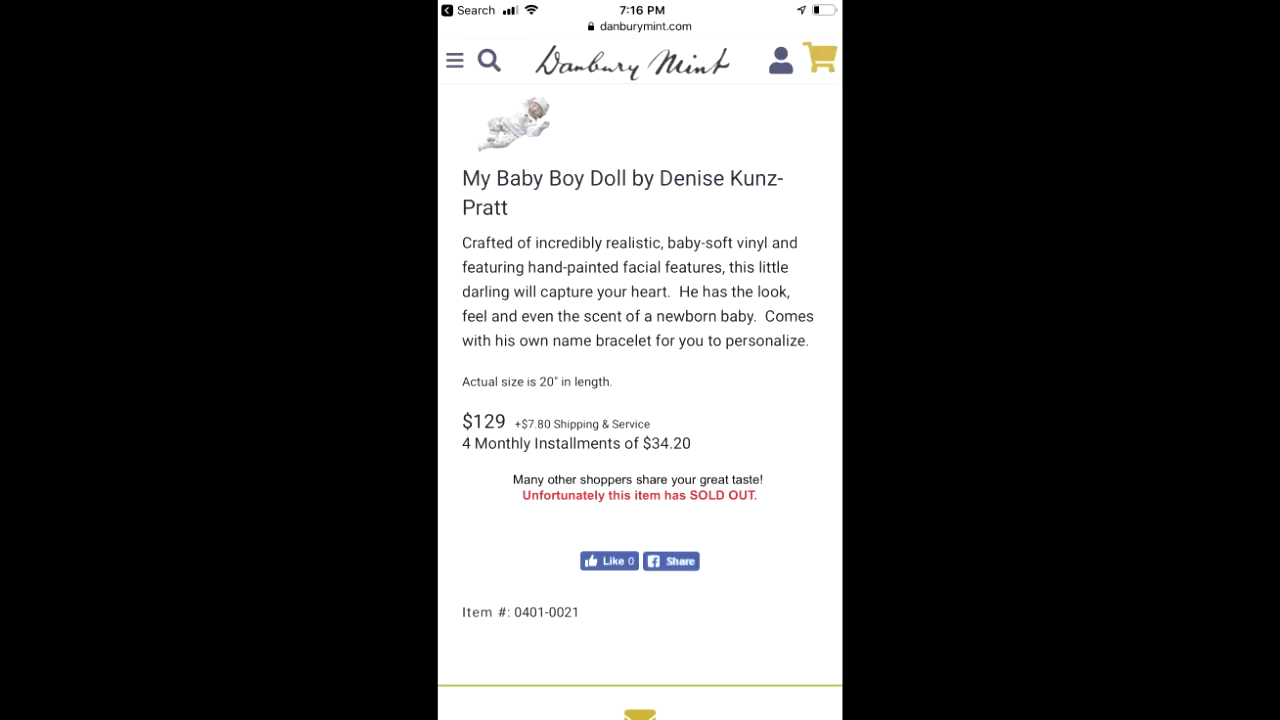 Search 7:16 PM
danburymint.com
Danbury Mint
My Baby Boy Doll by Denise Kunz-
Pratt
Crafted of incredibly realistic, baby-soft vinyl and
featuring hand-painted facial features, this little
darling will capture your heart.  He has the look,
feel and even the scent of a newborn baby.  Comes
with his own name bracelet for you to personalize.
Actual size is 20" in length.
$129 +$7.80 Shipping & Service
4 Monthly Installments of $34.20
Many other shoppers share your great taste!
Unfortunately this item has SOLD OUT.
Like 0 Share
Item #: 0401-0021